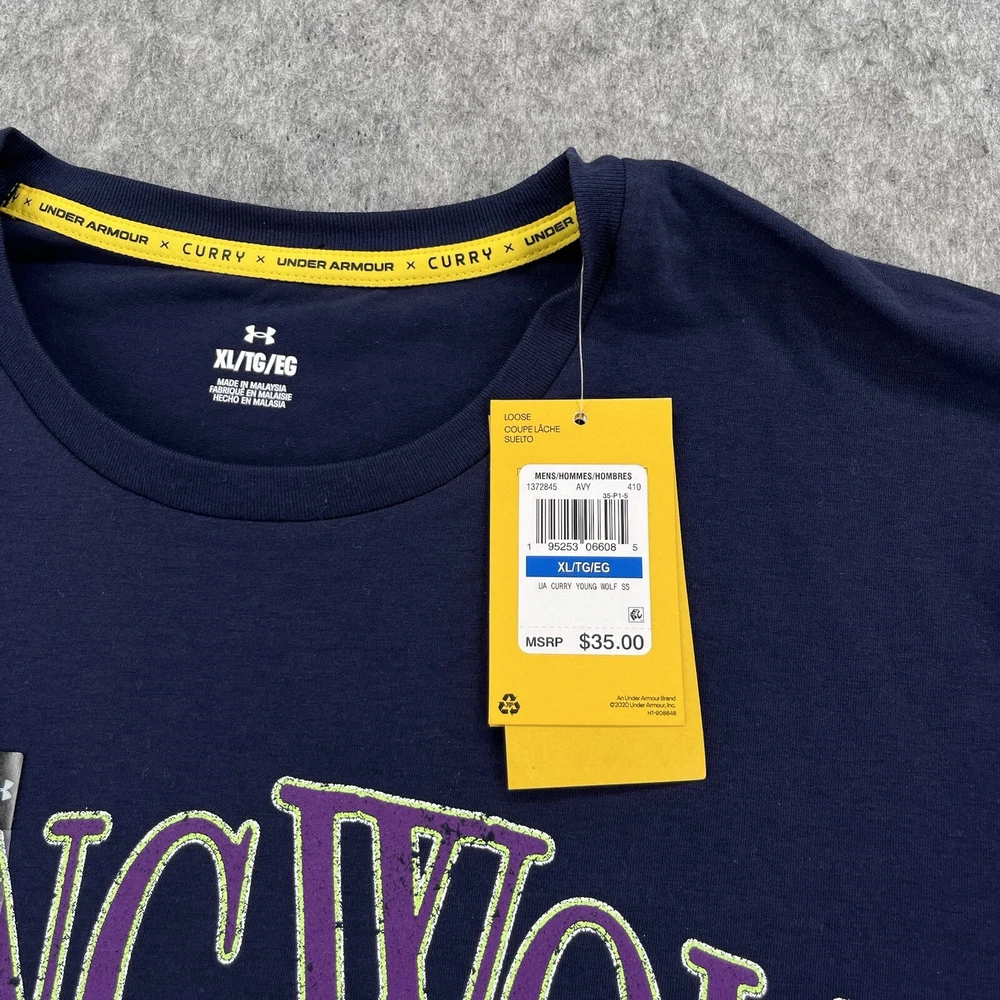 × UNDER ARMOUR × CURRY × UNDER ARMOUR × CURRY × UNDER
XL/TG/EG
MADE IN MALAYSIA
FABRIQUÉ EN MALAISIE
HECHO EN MALASIA
LOOSE
COUPE LÂCHE
SUELTO
MENS/HOMMES/HOMBRES
1372845 AVY 410
35-P1-5
1 95253 06608 5
XL/TG/EG
UA CURRY YOUNG WOLF SS
MSRP $35.00
An Under Armour Brand
©2020 Under Armour, Inc.
HT-908848